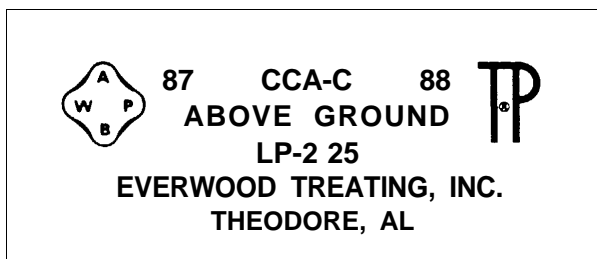 A W P B 87 CCA-C 88 TP ®
ABOVE GROUND
LP-2 25
EVERWOOD TREATING, INC.
THEODORE, AL